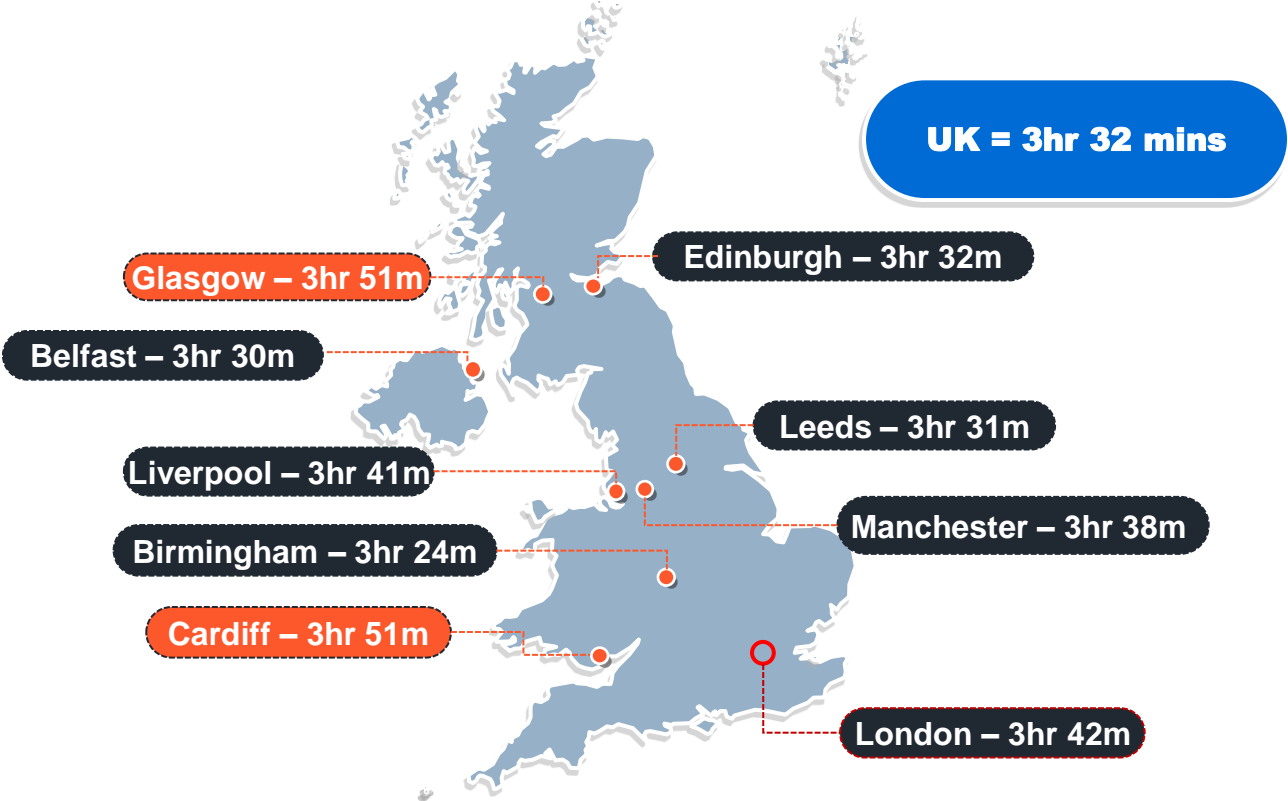 UK = 3hr 32 mins
Edinburgh – 3hr 32m
Glasgow – 3hr 51m
Belfast – 3hr 30m
Leeds – 3hr 31m
Liverpool – 3hr 41m
Manchester – 3hr 38m
Birmingham – 3hr 24m
Cardiff – 3hr 51m
London – 3hr 42m